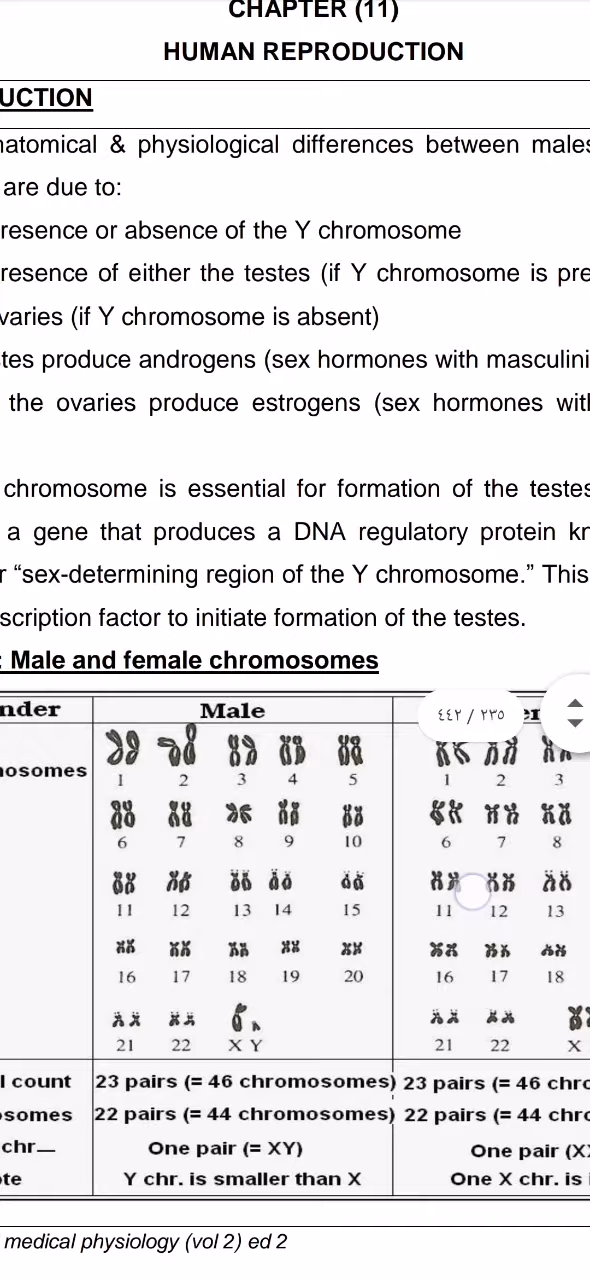 CHAPTER (11)
HUMAN REPRODUCTION
UCTION
natomical & physiological differences between males
are due to:
resence or absence of the Y chromosome
resence of either the testes (if Y chromosome is pre
varies (if Y chromosome is absent)
tes produce androgens (sex hormones with masculini
the ovaries produce estrogens (sex hormones with
chromosome is essential for formation of the testes
a gene that produces a DNA regulatory protein kn
r “sex-determining region of the Y chromosome.” This
scription factor to initiate formation of the testes.
: Male and female chromosomes
nder Male
٤٤٢ / ٢٣٥
osomes
1 2 3 4 5 1 2 3
6 7 8 9 10 6 7 8
11 12 13 14 15 11 12 13
16 17 18 19 20 16 17 18
21 22 X Y 21 22 X
l count 23 pairs (= 46 chromosomes) 23 pairs (= 46 chro
osomes 22 pairs (= 44 chromosomes) 22 pairs (= 44 chro
chr— One pair (= XY) One pair (X
te Y chr. is smaller than X One X chr. is i
medical physiology (vol 2) ed 2